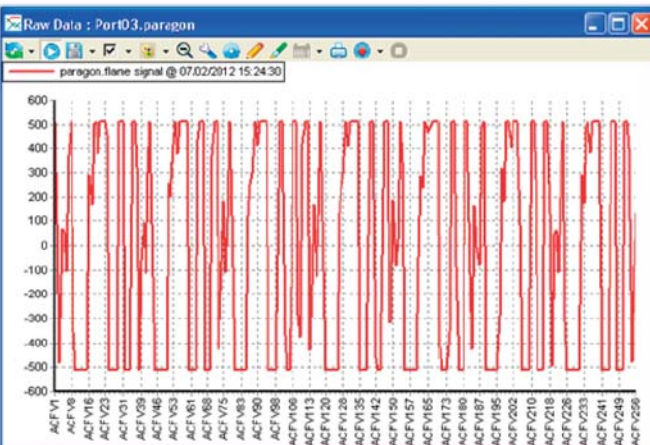 Raw Data : Port03.paragon
paragon.flane signal @ 07.02/2012 15:24:30
600
500
400
300
200
100
0
-100
-200
-300
-400
-500
-600
ACFV1
ACFV8
ACFV16
ACFV23
ACFV31
ACFV39
ACFV46
ACFV53
ACFV61
ACFV68
ACFV75
ACFV83
ACFV90
ACFV98
ACFV106
ACFV113
ACFV120
ACFV128
ACFV135
ACFV142
ACFV150
ACFV157
ACFV165
ACFV173
ACFV180
ACFV187
ACFV195
ACFV202
ACFV210
ACFV218
ACFV226
ACFV233
ACFV241
ACFV249
ACFV256